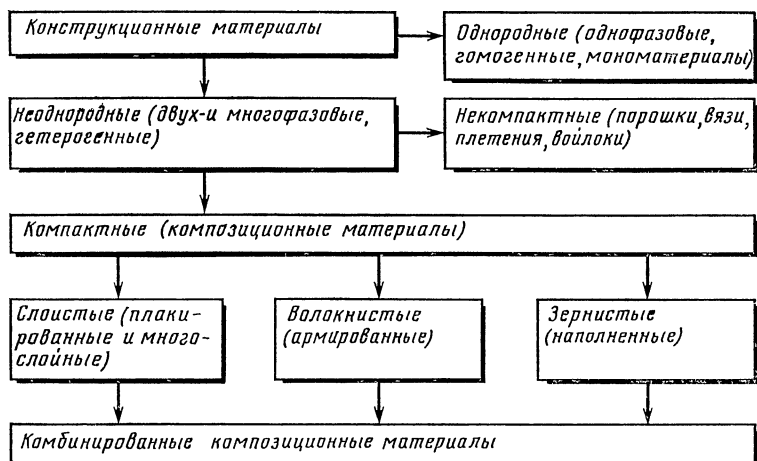 Конструкционные материалы
Однородные (однофазовые,
гомогенные, мономатериалы)
Неоднородные (двух-и многофазовые,
гетерогенные)
Некомпактные (порошки, вязи,
плетения, войлоки)
Компактные (композиционные материалы)
Слоистые (плаки-
рованные и много-
слойные)
Волокнистые
(армированные)
Зернистые
(наполненные)
Комбинированные композиционные материалы